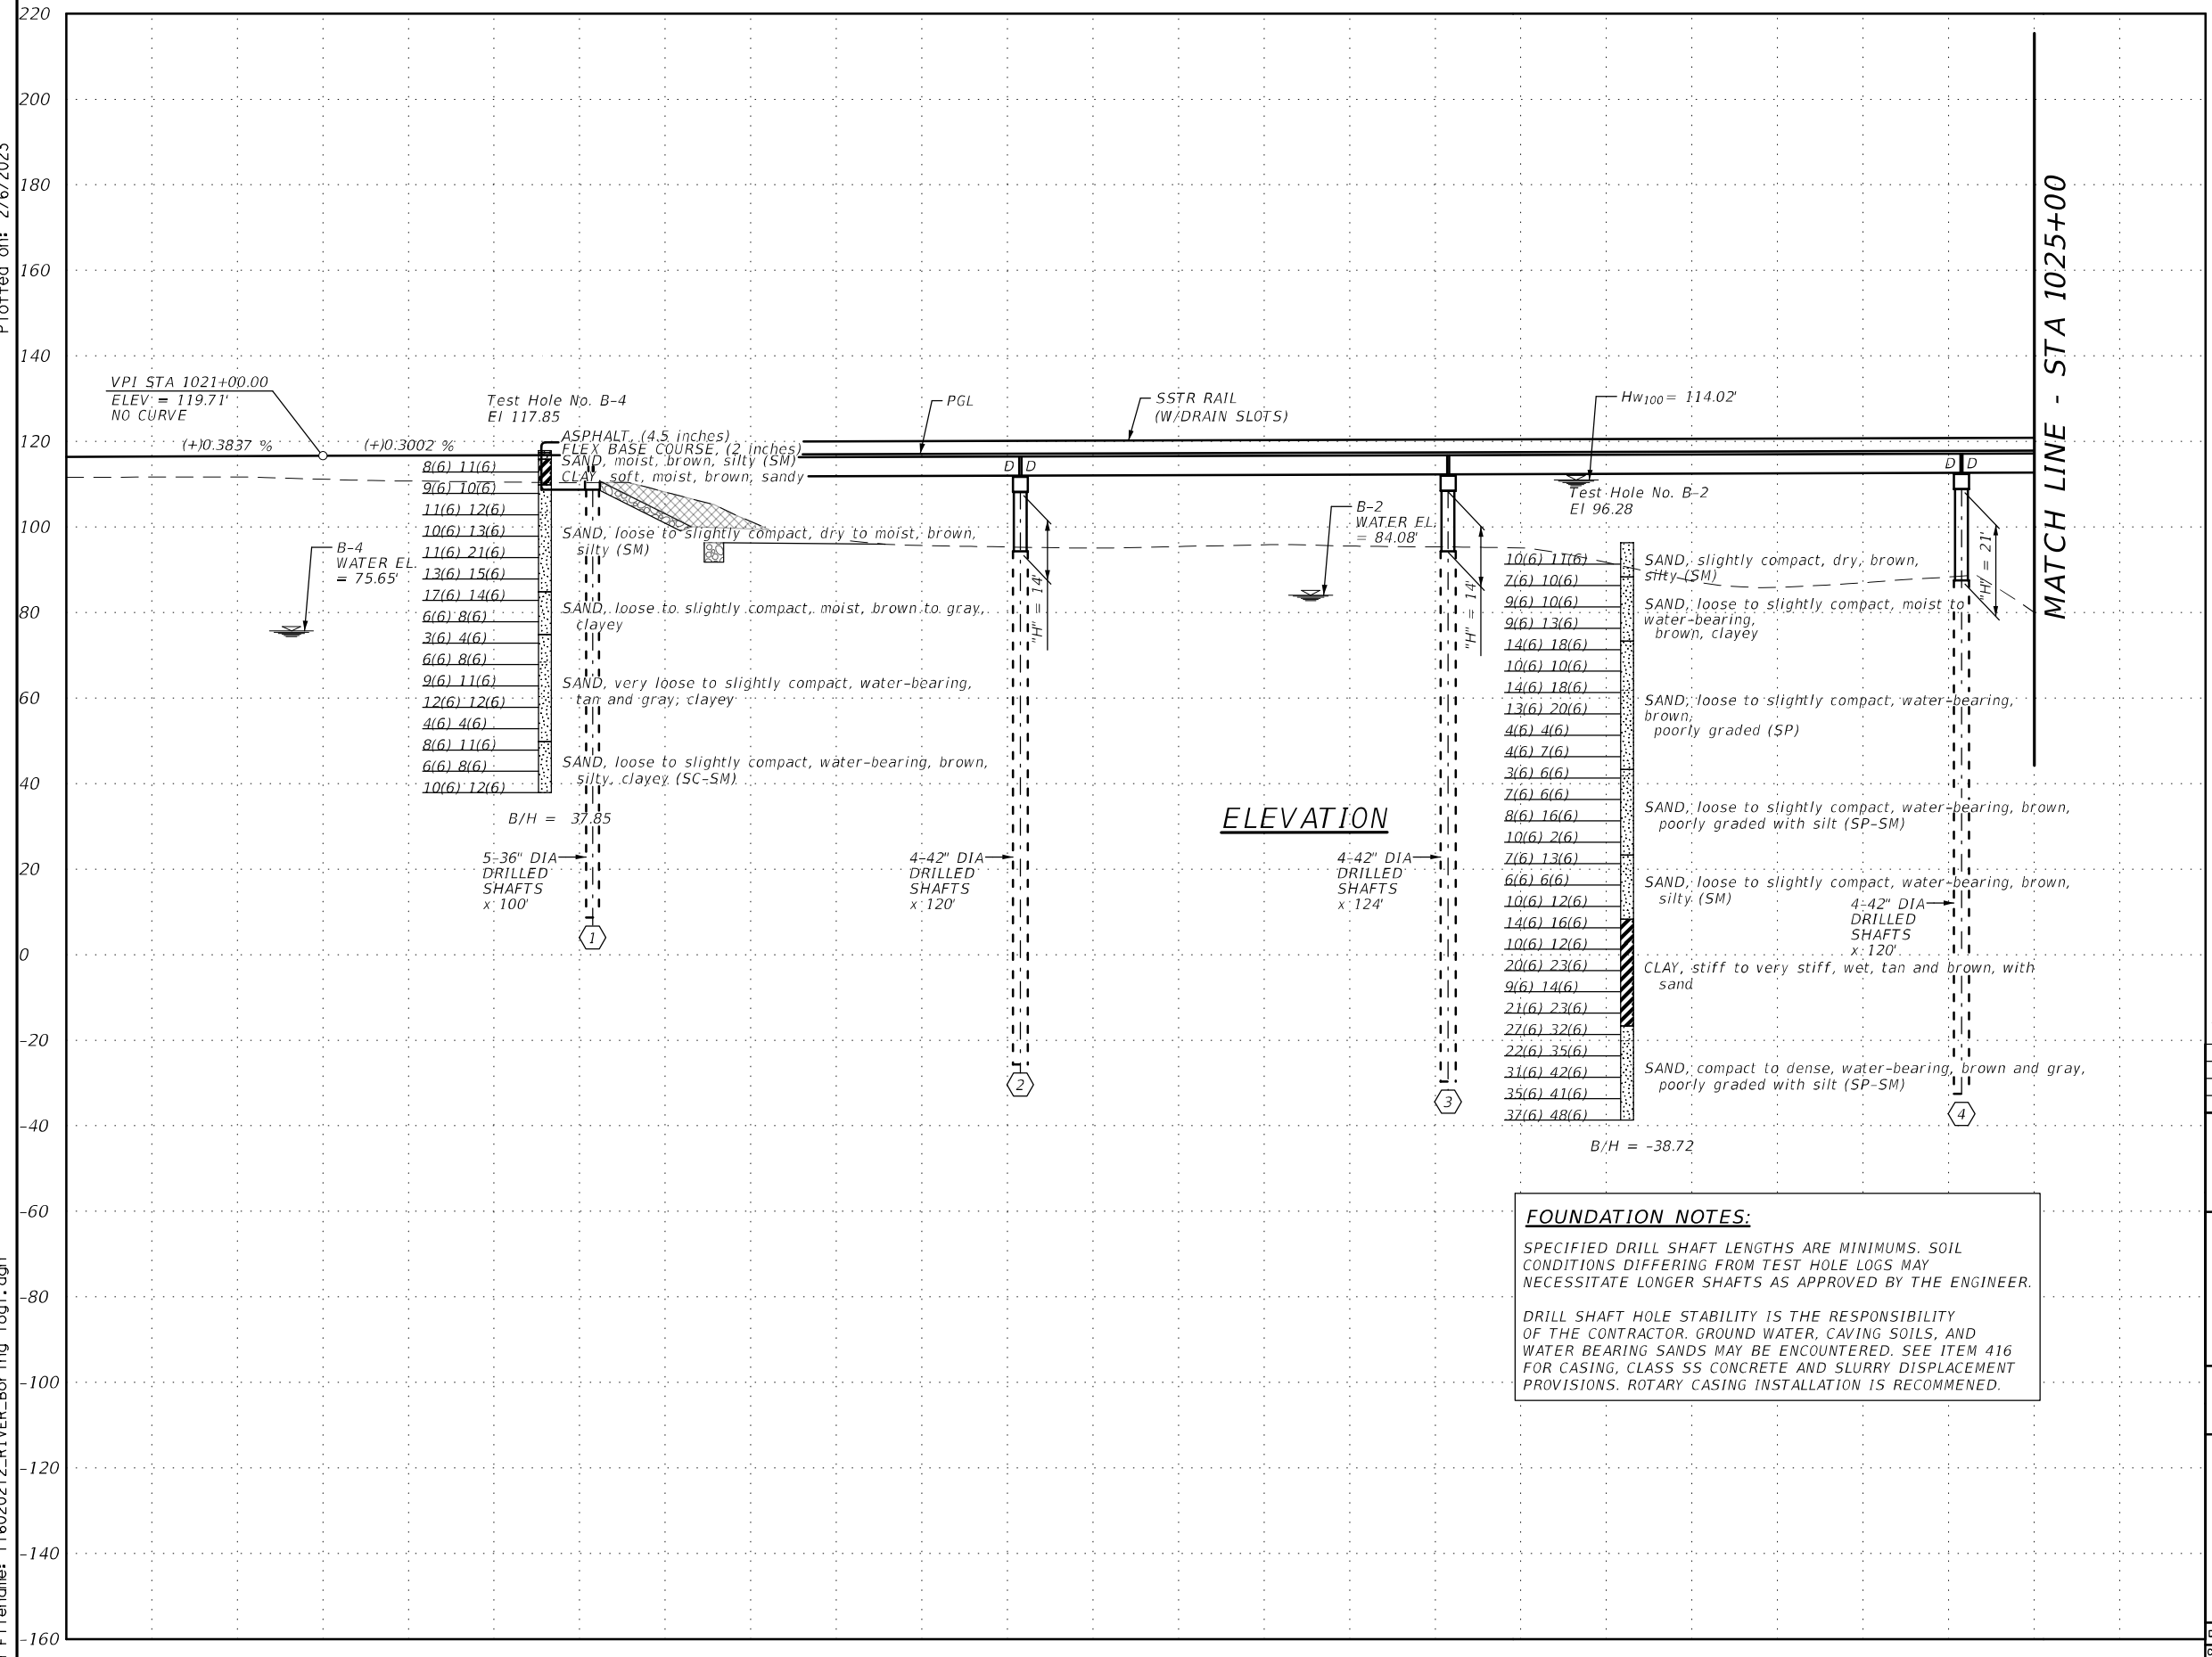 220
200
180
160
140
120
100
80
60
40
20
0
-20
-40
-60
-80
-100
-120
-140
-160
Plotted on: 2/6/2023
VPI STA 1021+00.00
ELEV = 119.71'
NO CURVE
(+)0.3837 %
(+)0.3002 %
Test Hole No. B-4
El 117.85
ASPHALT, (4.5 inches)
FLEX BASE COURSE, (2 inches)
SAND, moist, brown, silty (SM)
CLAY, soft, moist, brown, sandy
8(6) 11(6)
9(6) 10(6)
11(6) 12(6)
10(6) 13(6)
11(6) 21(6)
13(6) 15(6)
17(6) 14(6)
6(6) 8(6)
3(6) 4(6)
6(6) 8(6)
9(6) 11(6)
12(6) 12(6)
4(6) 4(6)
8(6) 11(6)
6(6) 8(6)
10(6) 12(6)
SAND, loose to slightly compact, dry to moist, brown,
silty (SM)
SAND, loose to slightly compact, moist, brown to gray,
clayey
SAND, very loose to slightly compact, water-bearing,
tan and gray, clayey
SAND, loose to slightly compact, water-bearing, brown,
silty, clayey (SC-SM)
B/H = 37.85
B-4
WATER EL.
= 75.65'
5-36" DIA
DRILLED
SHAFTS
x 100'
1
PGL
SSTR RAIL
(W/DRAIN SLOTS)
D D
"H" = 14'
4-42" DIA
DRILLED
SHAFTS
x 120'
2
B-2
WATER EL.
= 84.08'
ELEVATION
"H" = 14'
4-42" DIA
DRILLED
SHAFTS
x 124'
3
Hw100= 114.02'
Test Hole No. B-2
El 96.28
10(6) 11(6)
7(6) 10(6)
9(6) 10(6)
9(6) 13(6)
14(6) 18(6)
10(6) 10(6)
14(6) 18(6)
13(6) 20(6)
4(6) 4(6)
4(6) 7(6)
3(6) 6(6)
7(6) 6(6)
8(6) 16(6)
10(6) 2(6)
7(6) 13(6)
6(6) 6(6)
10(6) 12(6)
14(6) 16(6)
10(6) 12(6)
20(6) 23(6)
9(6) 14(6)
21(6) 23(6)
27(6) 32(6)
22(6) 35(6)
31(6) 42(6)
35(6) 41(6)
37(6) 48(6)
SAND, slightly compact, dry, brown,
silty (SM)
SAND, loose to slightly compact, moist to
water-bearing,
brown, clayey
SAND, loose to slightly compact, water-bearing,
brown,
poorly graded (SP)
SAND, loose to slightly compact, water-bearing, brown,
poorly graded with silt (SP-SM)
SAND, loose to slightly compact, water-bearing, brown,
silty (SM)
CLAY, stiff to very stiff, wet, tan and brown, with
sand
SAND, compact to dense, water-bearing, brown and gray,
poorly graded with silt (SP-SM)
B/H = -38.72
D D
"H" = 21'
4-42" DIA
DRILLED
SHAFTS
x 120'
4
MATCH LINE - STA 1025+00
FOUNDATION NOTES:
SPECIFIED DRILL SHAFT LENGTHS ARE MINIMUMS. SOIL
CONDITIONS DIFFERING FROM TEST HOLE LOGS MAY
NECESSITATE LONGER SHAFTS AS APPROVED BY THE ENGINEER.
DRILL SHAFT HOLE STABILITY IS THE RESPONSIBILITY
OF THE CONTRACTOR. GROUND WATER, CAVING SOILS, AND
WATER BEARING SANDS MAY BE ENCOUNTERED. SEE ITEM 416
FOR CASING, CLASS SS CONCRETE AND SLURRY DISPLACEMENT
PROVISIONS. ROTARY CASING INSTALLATION IS RECOMMENED.